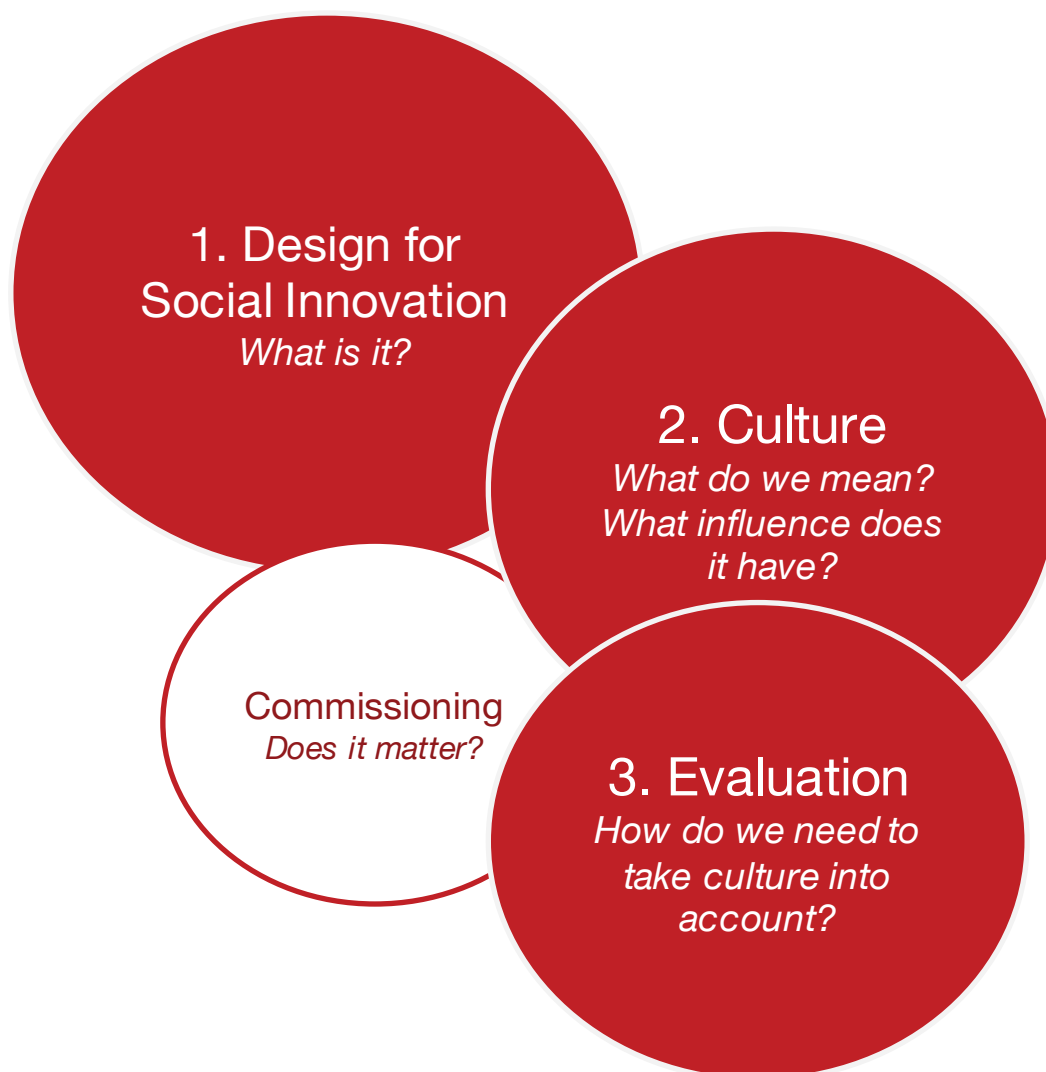 1. Design for
Social Innovation
What is it?
2. Culture
What do we mean?
What influence does
it have?
Commissioning
Does it matter?
3. Evaluation
How do we need to
take culture into
account?